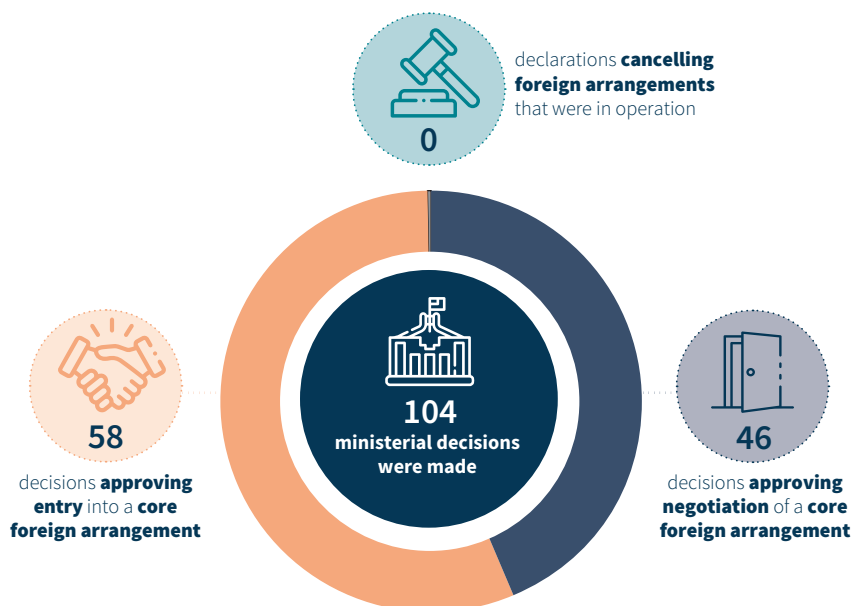 declarations cancelling
foreign arrangements
that were in operation
0
104
ministerial decisions
were made
58
decisions approving
entry into a core
foreign arrangement
46
decisions approving
negotiation of a core
foreign arrangement